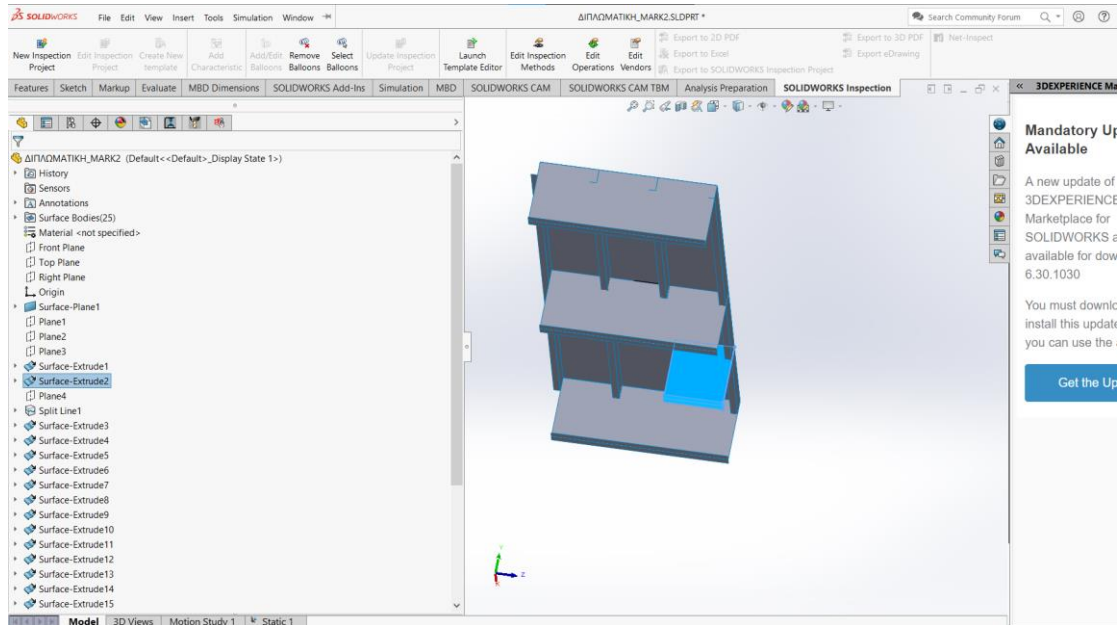 SOLIDWORKS File Edit View Insert Tools Simulation Window ΔΙΠΛΩΜΑΤΙΚΗ_MARK2.SLDPRT * Search Community Forum
New Inspection Project
Edit Inspection Project
Create New template
Add Characteristic
Add/Edit Balloons
Remove Balloons
Select Balloons
Update Inspection Project
Launch Template Editor
Edit Inspection Methods
Edit Operations
Edit Vendors
Export to 2D PDF
Export to Excel
Export to SOLIDWORKS Inspection Project
Export to 3D PDF
Export eDrawing
Net-Inspect
Features Sketch Markup Evaluate MBD Dimensions SOLIDWORKS Add-Ins Simulation MBD SOLIDWORKS CAM SOLIDWORKS CAM TBM Analysis Preparation SOLIDWORKS Inspection
ΔΙΠΛΩΜΑΤΙΚΗ_MARK2 (Default<<Default>_Display State 1>)
History
Sensors
Annotations
Surface Bodies(25)
Material <not specified>
Front Plane
Top Plane
Right Plane
Origin
Surface-Plane1
Plane1
Plane2
Plane3
Surface-Extrude1
Surface-Extrude2
Plane4
Split Line1
Surface-Extrude3
Surface-Extrude4
Surface-Extrude5
Surface-Extrude6
Surface-Extrude7
Surface-Extrude8
Surface-Extrude9
Surface-Extrude10
Surface-Extrude11
Surface-Extrude12
Surface-Extrude13
Surface-Extrude14
Surface-Extrude15
Model 3D Views Motion Study 1 Static 1
Z
3DEXPERIENCE Ma
Mandatory Up
Available
A new update of
3DEXPERIENCE
Marketplace for
SOLIDWORKS a
available for dow
6.30.1030
You must downlo
install this update
you can use the
Get the Up